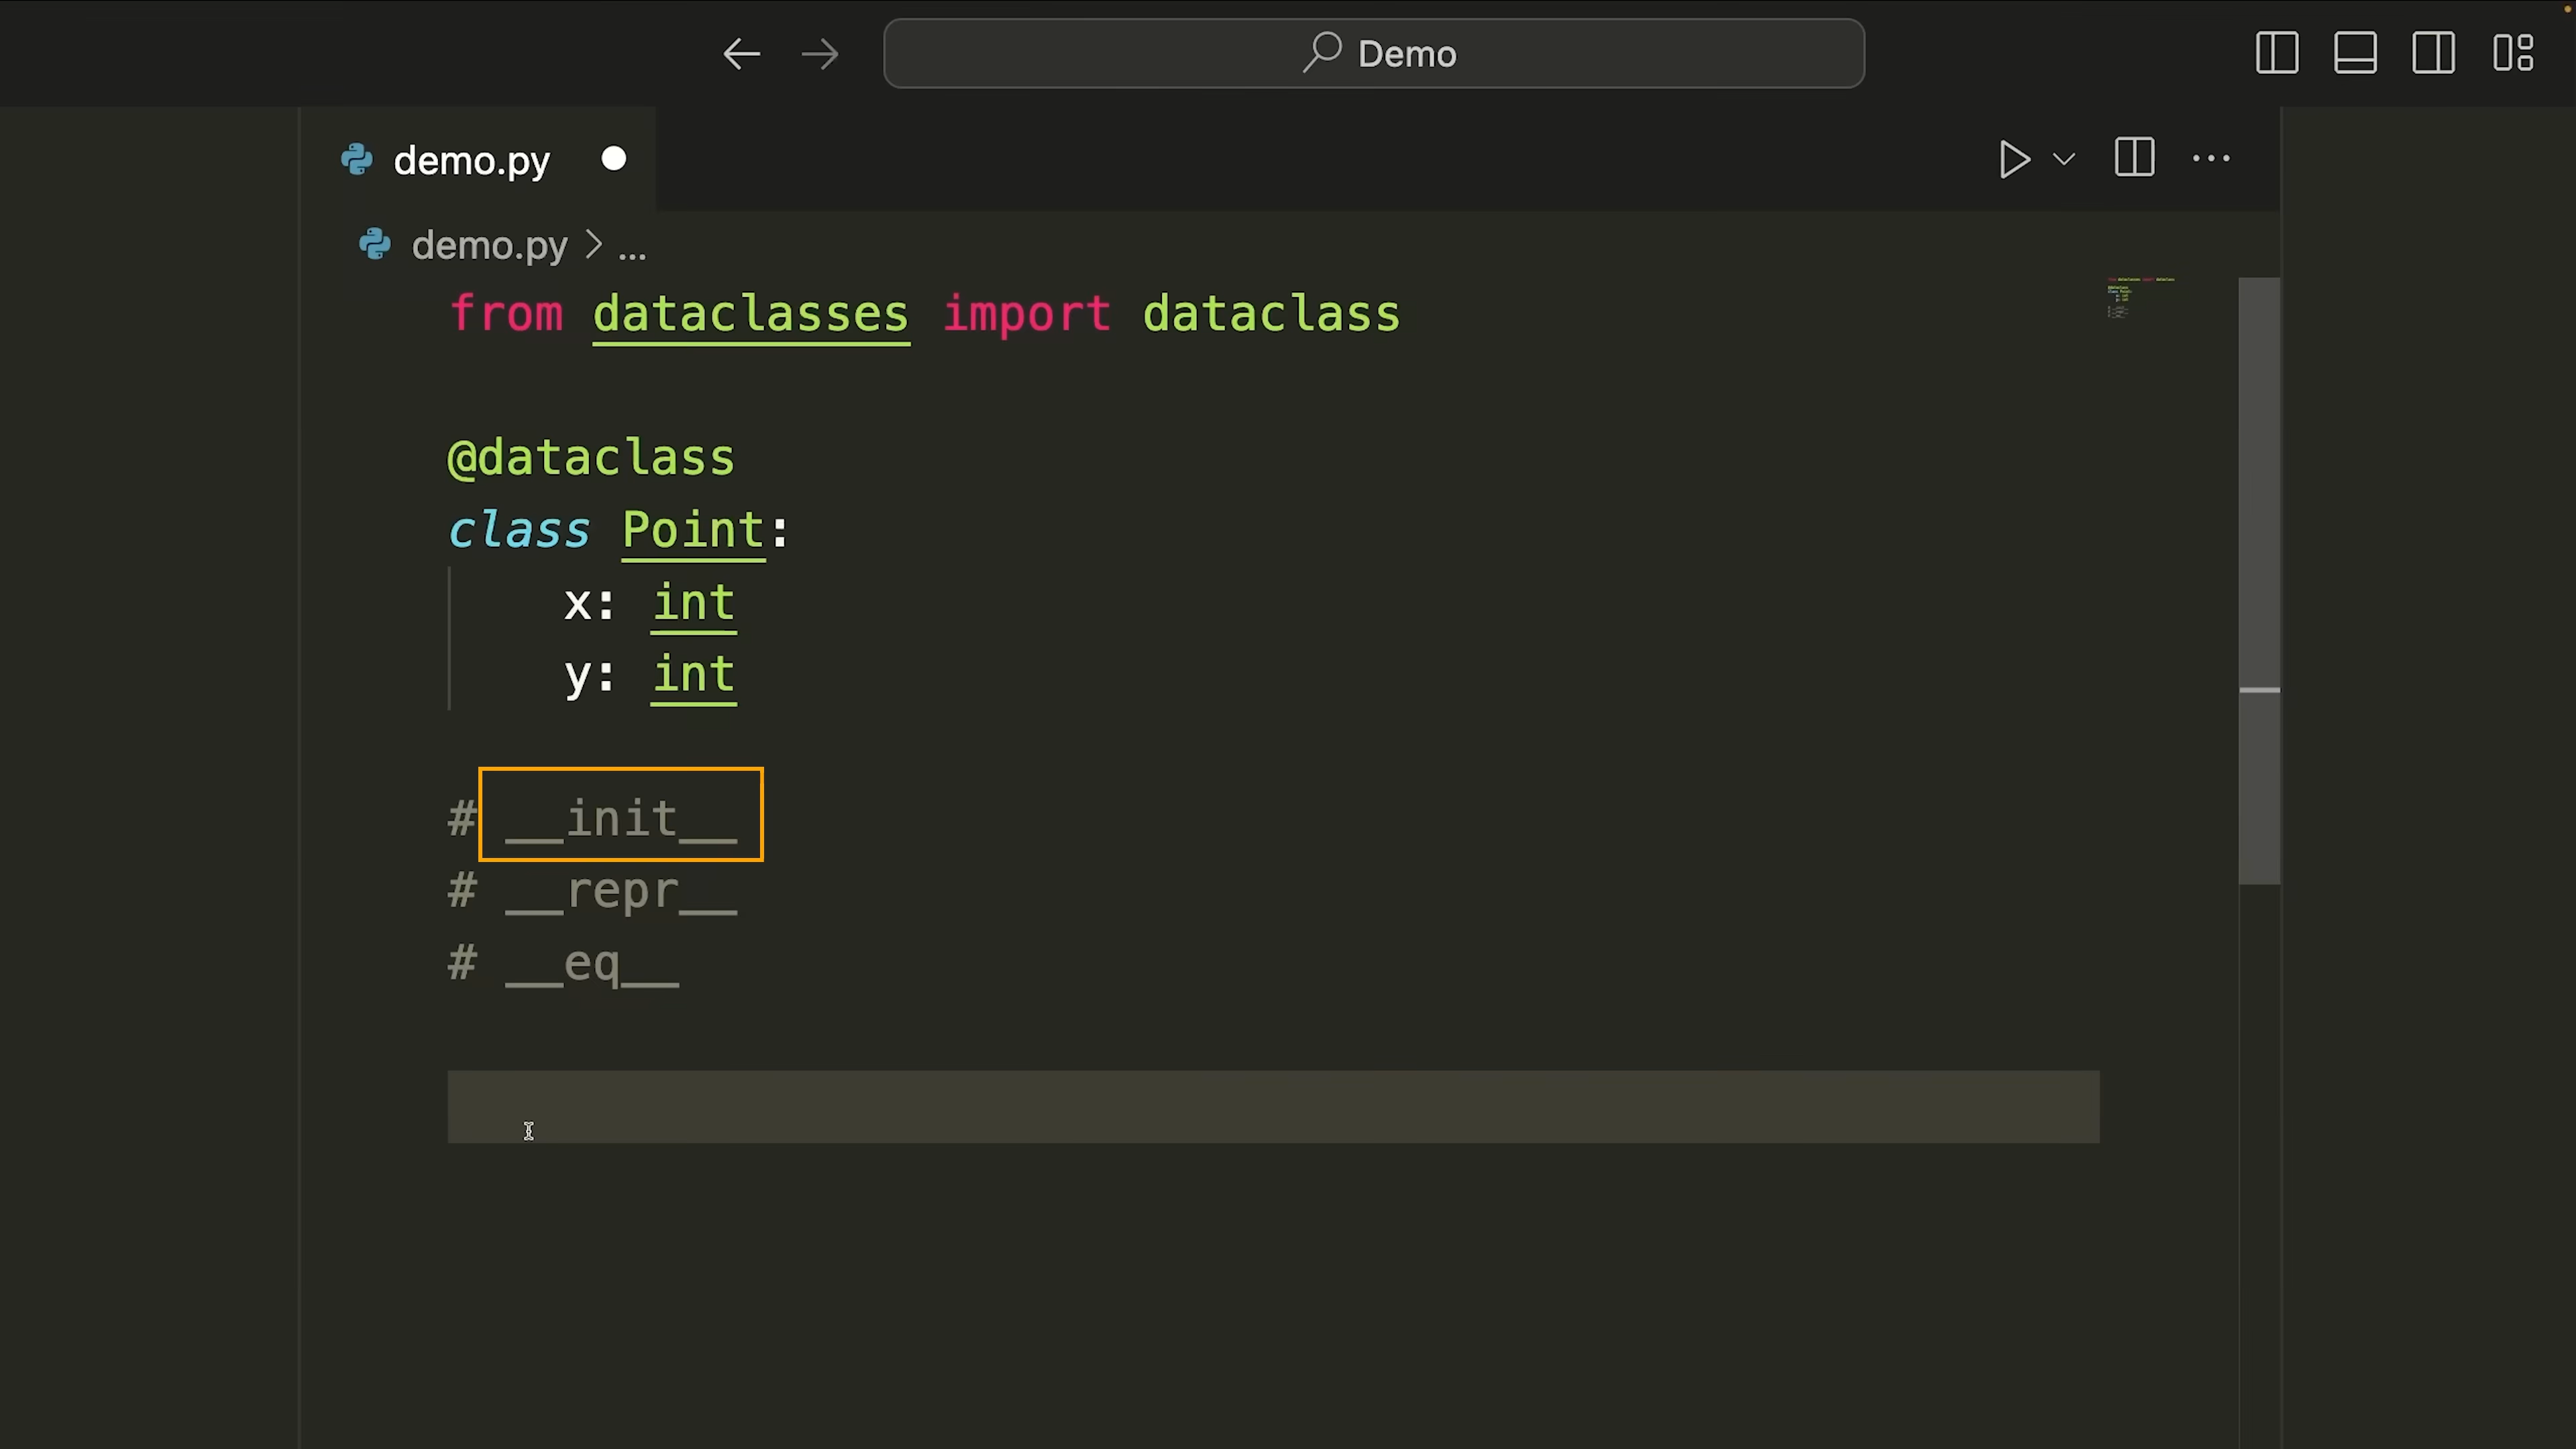 Demo
demo.py
demo.py > ...
from dataclasses import dataclass
@dataclass
class Point:
x: int
y: int
# __init__
# __repr__
# __eq__